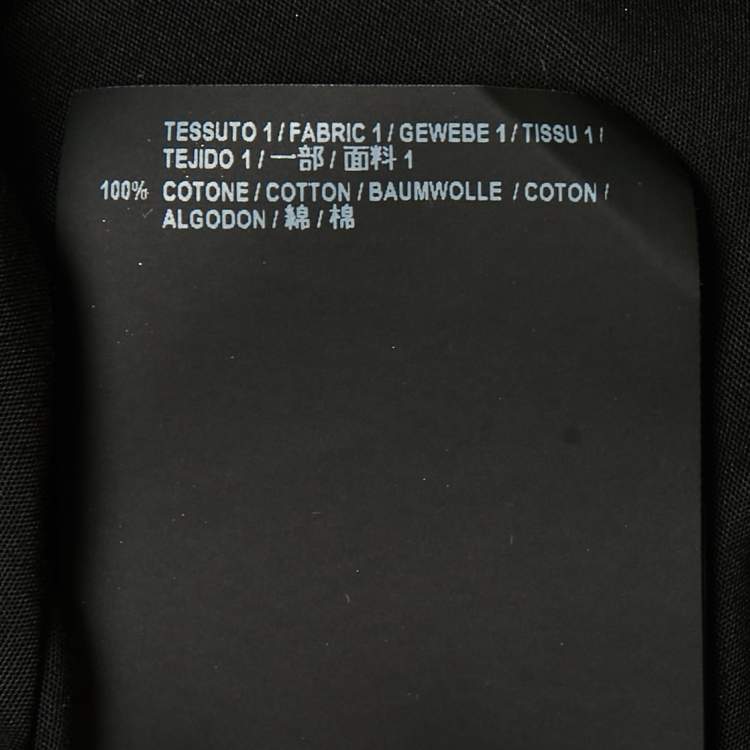 TESSUTO 1 / FABRIC 1 / GEWEBE 1 / TISSU 1 /
TEJIDO 1 / 一部 / 面料 1
100% COTONE / COTTON / BAUMWOLLE / COTON /
ALGODON / 綿 / 棉